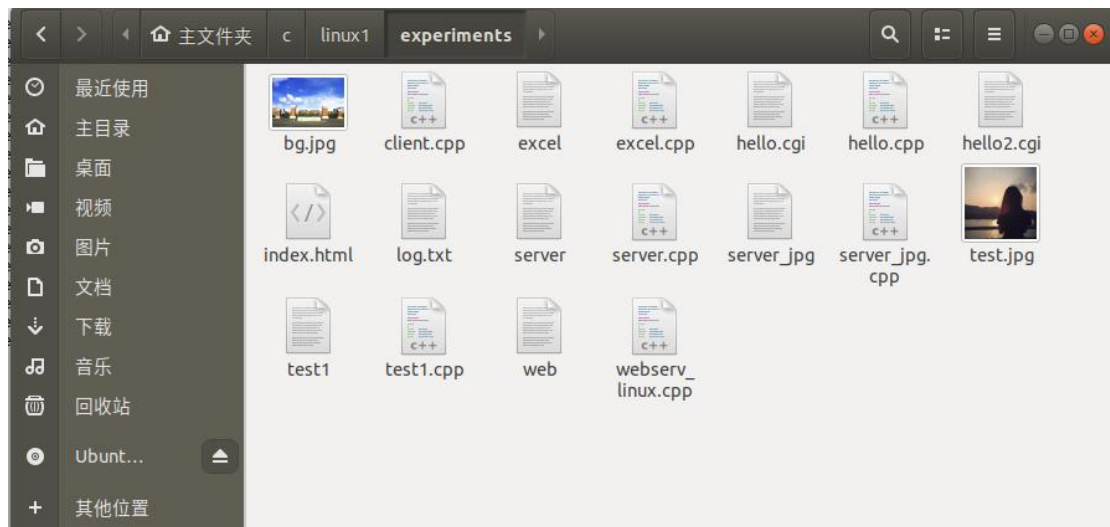 主文件夹 c linux1 experiments
最近使用
主目录
桌面
视频
图片
文档
下载
音乐
回收站
Ubunt...
其他位置
bg.jpg client.cpp excel excel.cpp hello.cgi hello.cpp hello2.cgi
index.html log.txt server server.cpp server_jpg server_jpg.
cpp
test.jpg
test1 test1.cpp web webserv_
linux.cpp